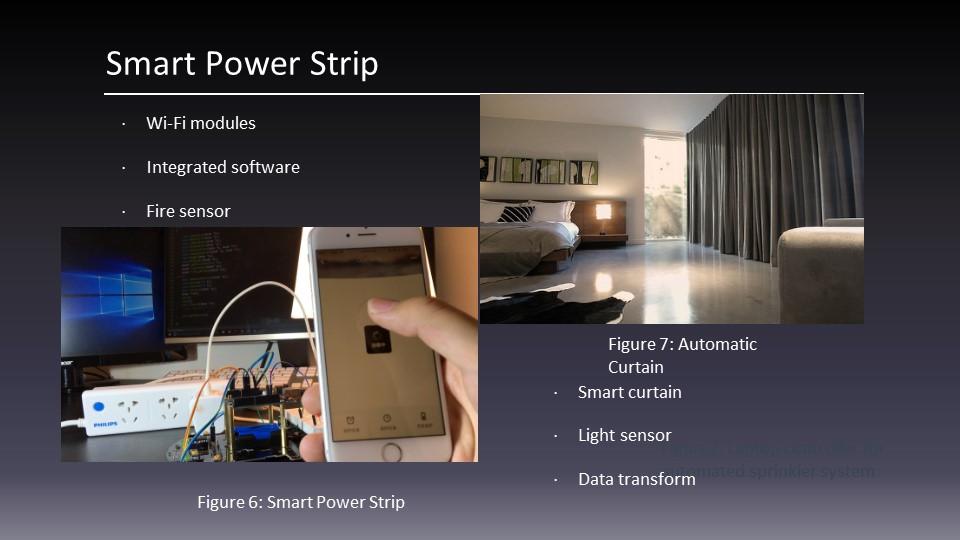 Smart Power Strip
· Wi-Fi modules
· Integrated software
· Fire sensor
PHILIPS
Figure 6: Smart Power Strip
Figure 7: Automatic
Curtain
· Smart curtain
· Light sensor
· Data transform
automated sprinkler system